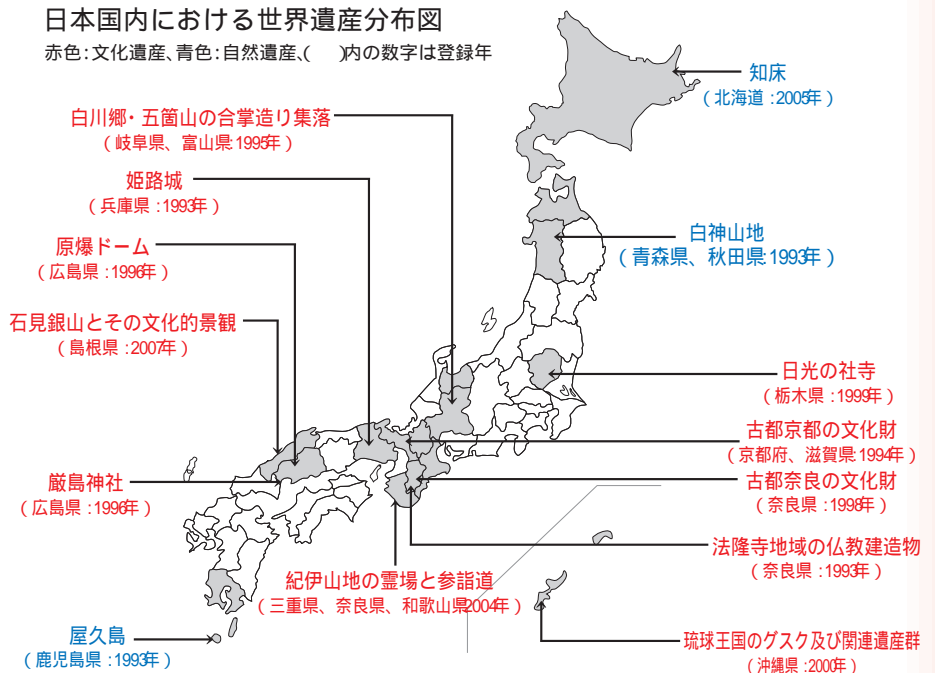 日本国内における世界遺産分布図
赤色:文化遺産、青色:自然遺産、( )内の数字は登録年
知床
(北海道:2005年)
白川郷・五箇山の合掌造り集落
(岐阜県、富山県:1995年)
姫路城
(兵庫県:1993年)
原爆ドーム
(広島県:1996年)
白神山地
(青森県、秋田県:1993年)
石見銀山とその文化的景観
(島根県:2007年)
日光の社寺
(栃木県:1999年)
古都京都の文化財
(京都府、滋賀県:1994年)
厳島神社
(広島県:1996年)
古都奈良の文化財
(奈良県:1998年)
法隆寺地域の仏教建造物
(奈良県:1993年)
紀伊山地の霊場と参詣道
(三重県、奈良県、和歌山県2004年)
屋久島
(鹿児島県:1993年)
琉球王国のグスク及び関連遺産群
(沖縄県:2000年)